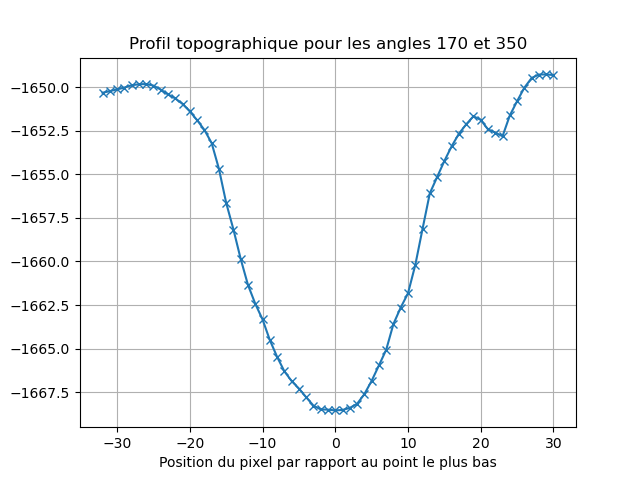 Profil topographique pour les angles 170 et 350
−1650.0
−1652.5
−1655.0
−1657.5
−1660.0
−1662.5
−1665.0
−1667.5
−30 −20 −10 0 10 20 30
Position du pixel par rapport au point le plus bas